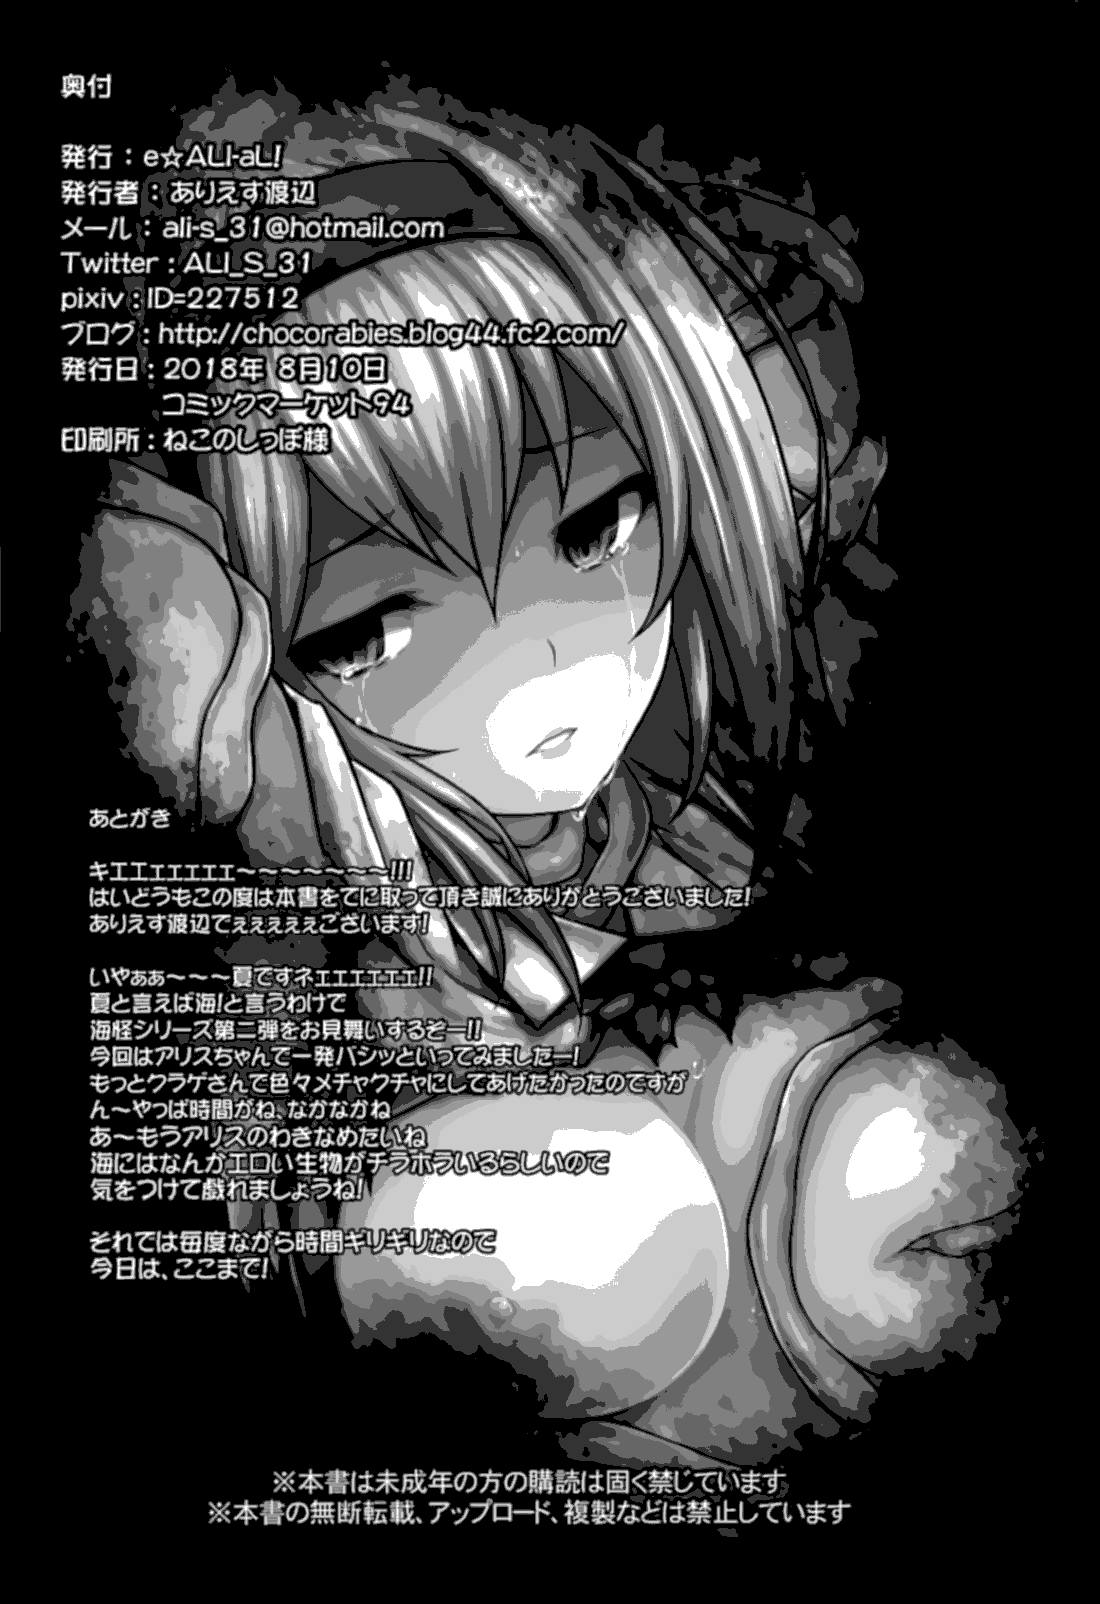 奥付
発行：e☆ALI-aL!
発行者：ありえす渡辺
メール：ali-s_31@hotmail.com
Twitter：ALI_S_31
pixiv：ID=227512
ブログ：http://chocorabies.blog44.fc2.com/
発行日：2018年 8月10日
コミックマーケット94
印刷所：ねこのしっぽ様
あとがき
キエエェェェェェ～～～～～～～!!!
はいどうもこの度は本書をてに取って頂き誠にありがとうございました!
ありえす渡辺でぇぇぇぇぇございます!
いやぁぁ～～～夏ですネェェェェェェ!!
夏と言えば海!と言うわけで
海怪シリーズ第二弾をお見舞いするぞー!!
今回はアリスちゃんで一発バシッといってみましたー!
もっとクラゲさんで色々メチャクチャにしてあげたかったのですが
ん～やっぱ時間がね、なかなかね
あ～もうアリスのわきなめたいね
海にはなんかエロい生物がチラホラいるらしいので
気をつけて戯れましょうね!
それでは毎度ながら時間ギリギリなので
今日は、ここまで!
※本書は未成年の方の購読は固く禁じています
※本書の無断転載、アップロード、複製などは禁止しています